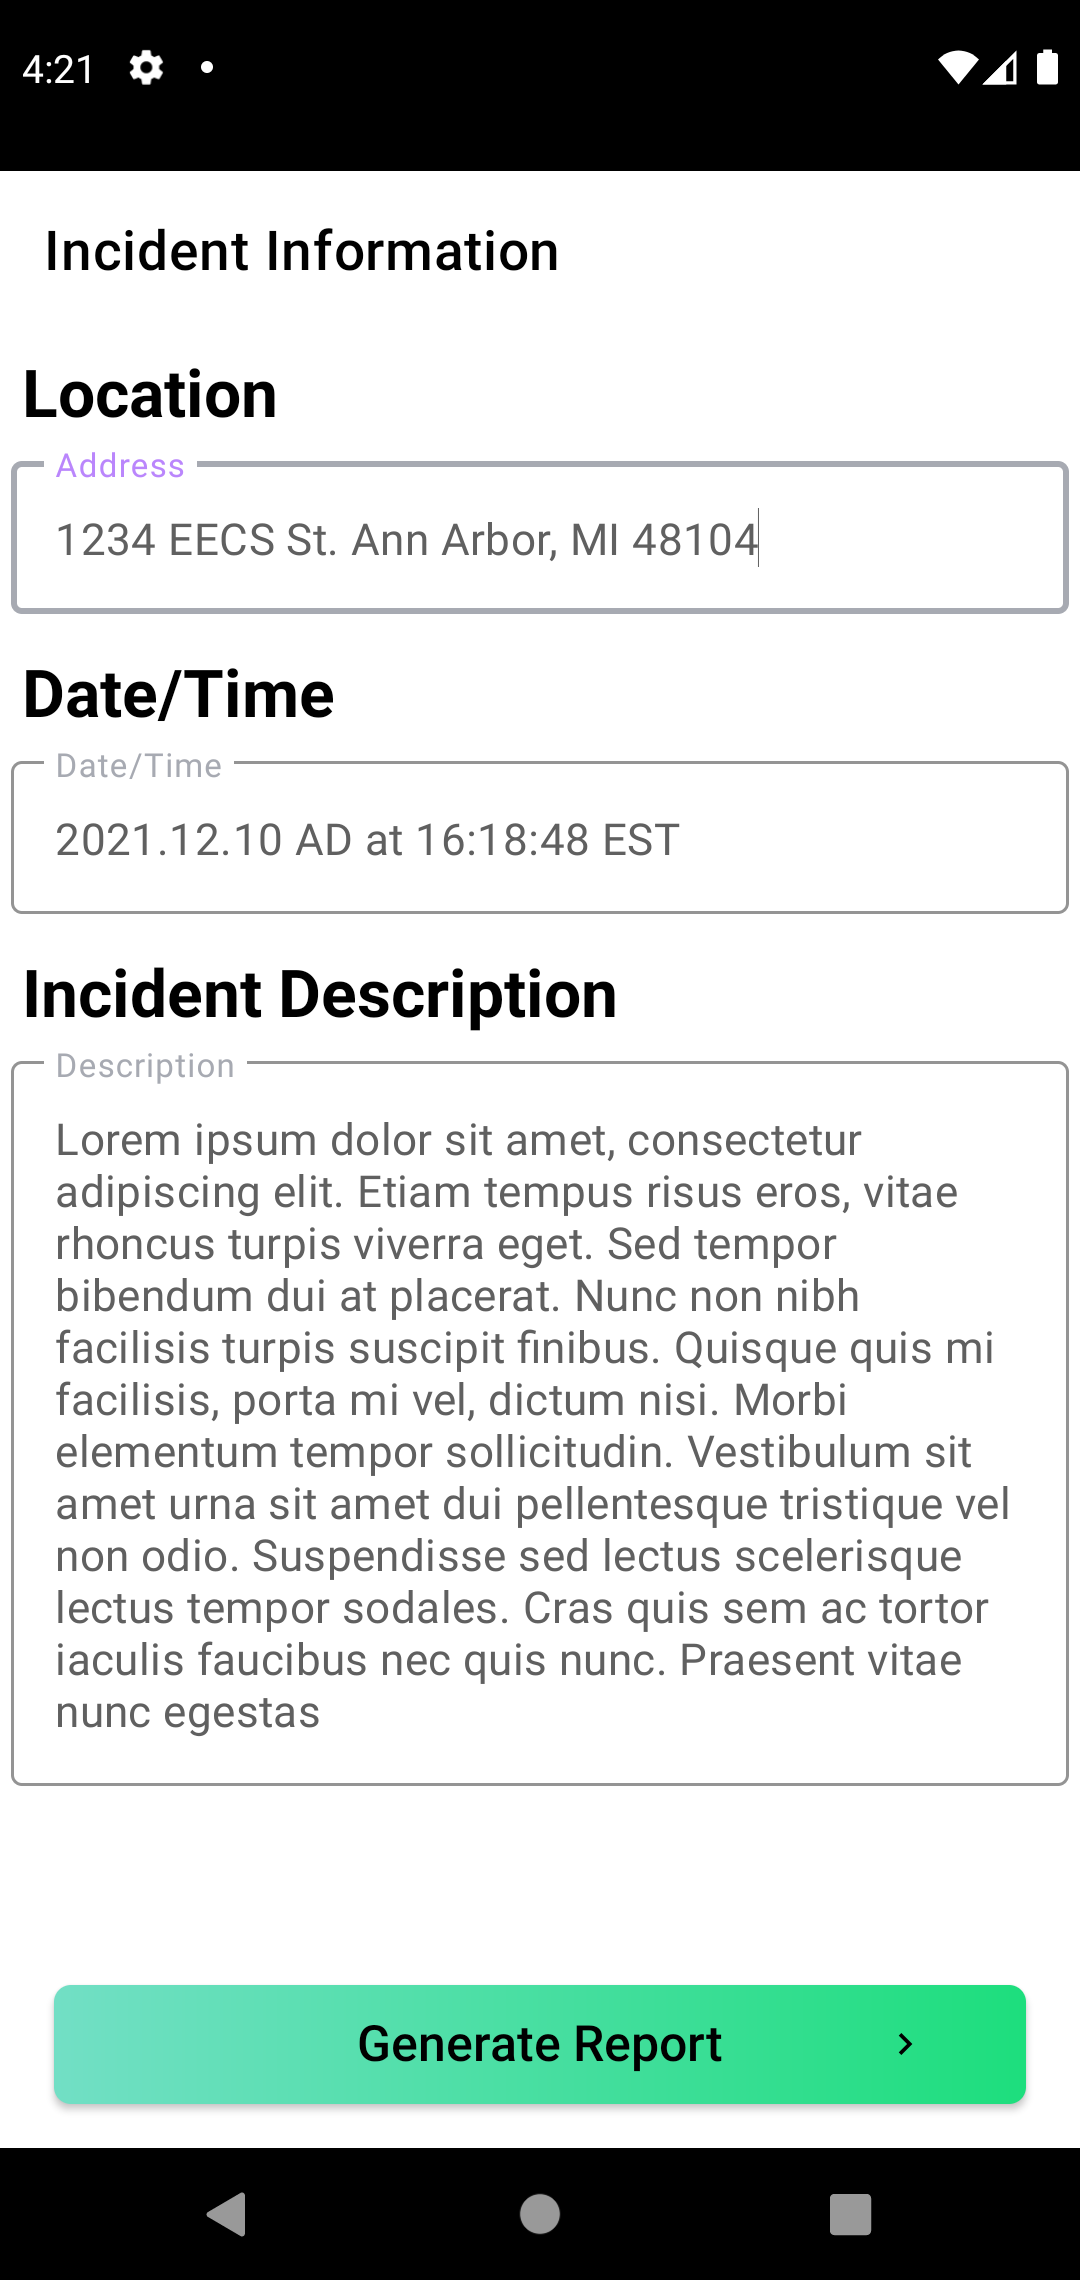 4:21
Incident Information
Location
Address
1234 EECS St. Ann Arbor, MI 48104
Date/Time
Date/Time
2021.12.10 AD at 16:18:48 EST
Incident Description
Description
Lorem ipsum dolor sit amet, consectetur
adipiscing elit. Etiam tempus risus eros, vitae
rhoncus turpis viverra eget. Sed tempor
bibendum dui at placerat. Nunc non nibh
facilisis turpis suscipit finibus. Quisque quis mi
facilisis, porta mi vel, dictum nisi. Morbi
elementum tempor sollicitudin. Vestibulum sit
amet urna sit amet dui pellentesque tristique vel
non odio. Suspendisse sed lectus scelerisque
lectus tempor sodales. Cras quis sem ac tortor
iaculis faucibus nec quis nunc. Praesent vitae
nunc egestas
Generate Report